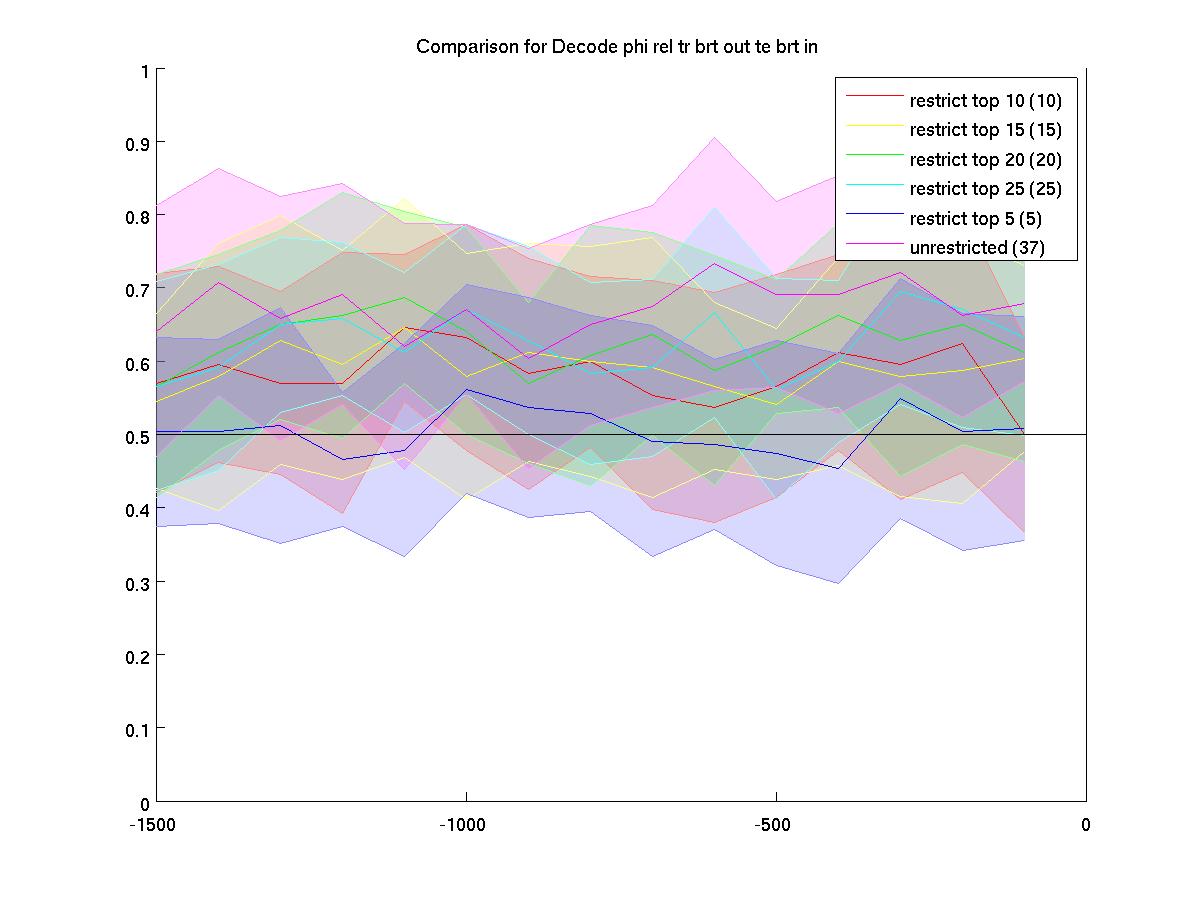 Comparison for Decode phi rel tr brt out te brt in
1
0.9
0.8
0.7
0.6
0.5
0.4
0.3
0.2
0.1
0
-1500
-1000
-500
0
restrict top 10 (10)
restrict top 15 (15)
restrict top 20 (20)
restrict top 25 (25)
restrict top 5 (5)
unrestricted (37)